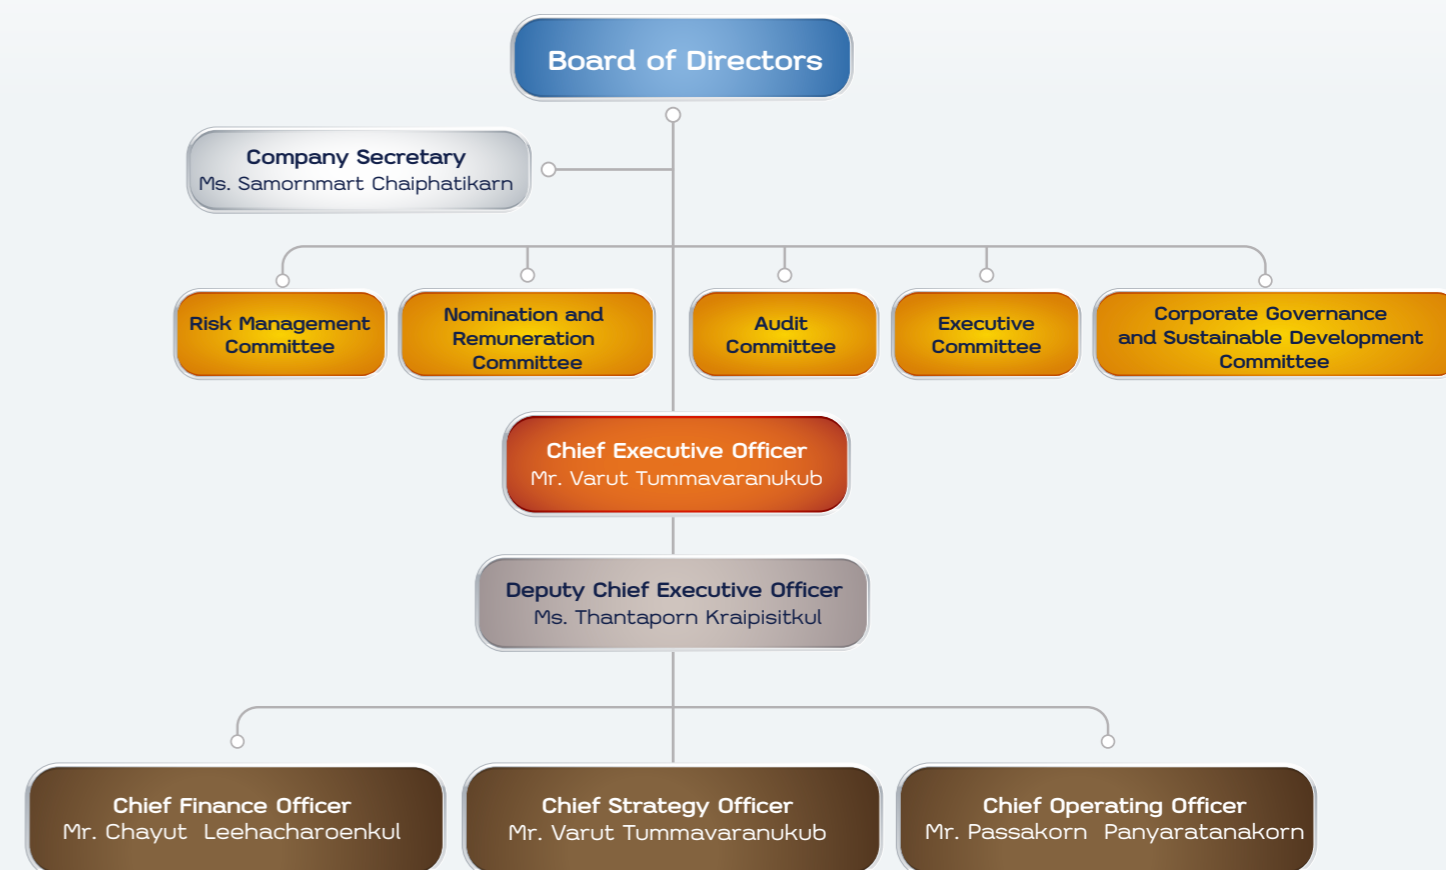 Board of Directors
Company Secretary
Ms. Samornmart Chaiphatikarn
Risk Management
Committee
Nomination and
Remuneration
Committee
Audit
Committee
Executive
Committee
Corporate Governance
and Sustainable Development
Committee
Chief Executive Officer
Mr. Varut Tummavaranukub
Deputy Chief Executive Officer
Ms. Thantaporn Kraipisitkul
Chief Finance Officer
Mr. Chayut Leehacharoenkul
Chief Strategy Officer
Mr. Varut Tummavaranukub
Chief Operating Officer
Mr. Passakorn Panyaratanakorn